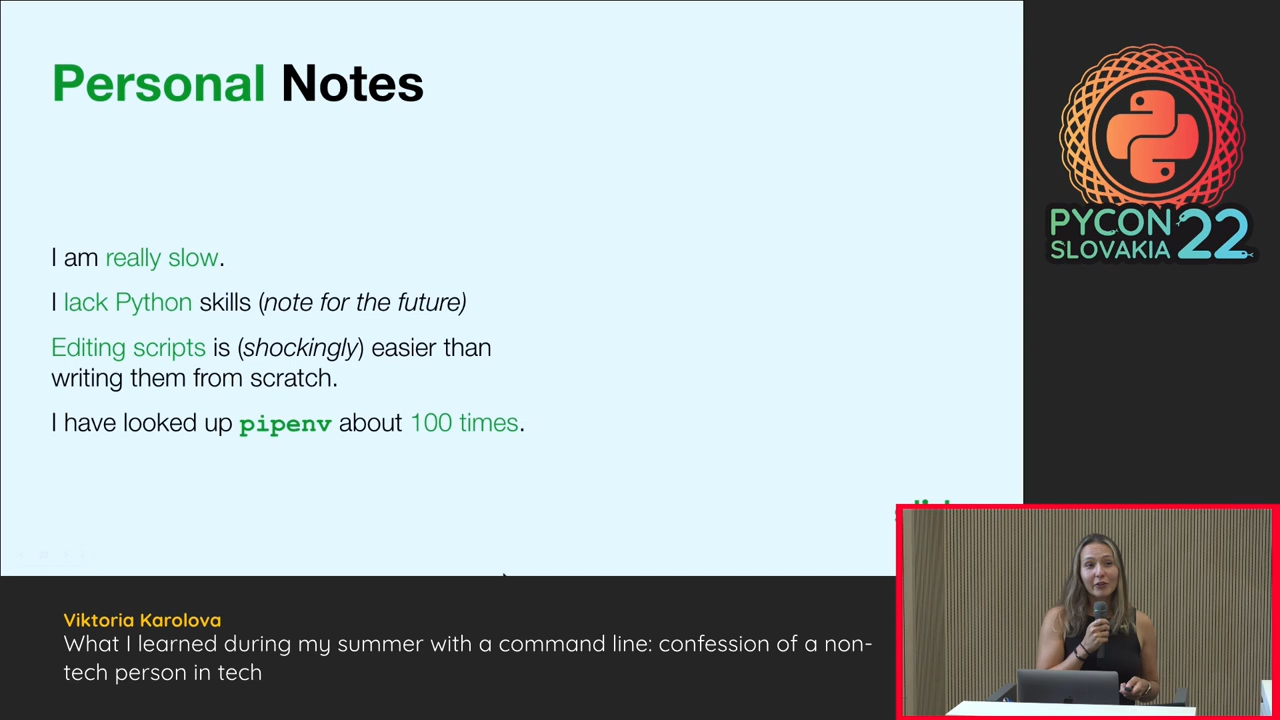 Personal Notes
I am really slow.
I lack Python skills (note for the future)
Editing scripts is (shockingly) easier than
writing them from scratch.
I have looked up pipenv about 100 times.
PYCON
SLOVAKIA 22
Viktoria Karolova
What I learned during my summer with a command line: confession of a non-
tech person in tech